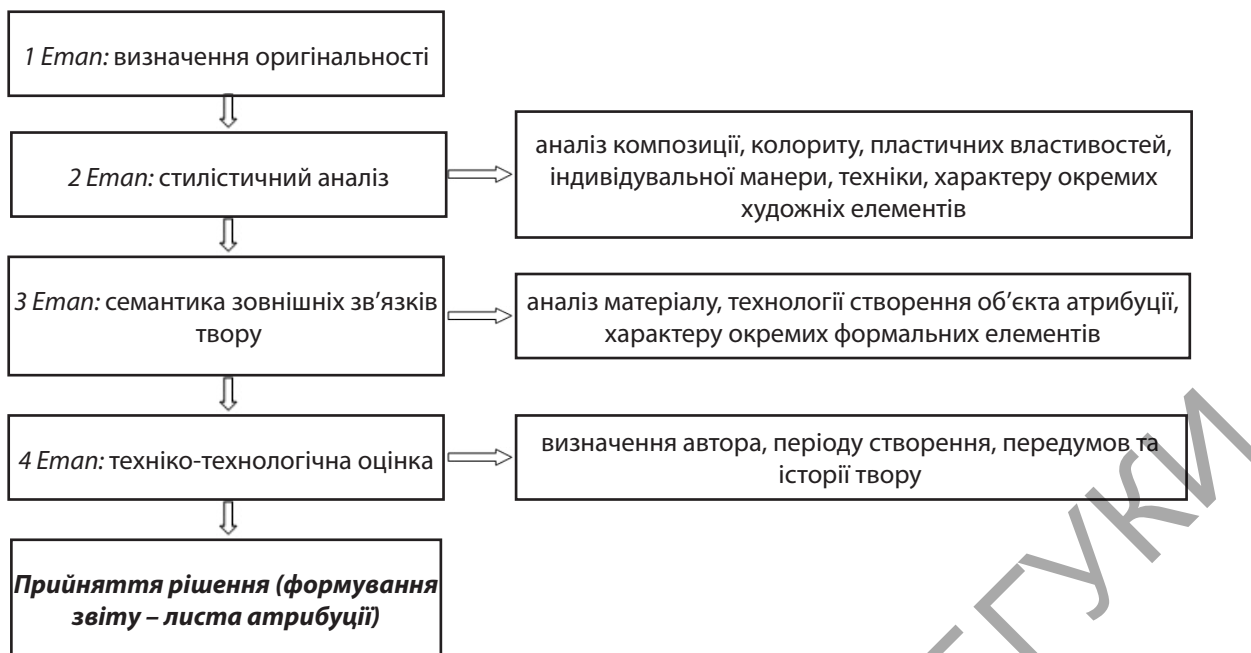 1 Етап: визначення оригінальності
2 Етап: стилістичний аналіз
аналіз композиції, колориту, пластичних властивостей,
індивідувальної манери, техніки, характеру окремих
художніх елементів
3 Етап: семантика зовнішніх зв’язків
твору
аналіз матеріалу, технології створення об’єкта атрибуції,
характеру окремих формальних елементів
4 Етап: техніко-технологічна оцінка
визначення автора, періоду створення, передумов та
історії твору
Прийняття рішення (формування
звіту – листа атрибуції)
ГУКИ